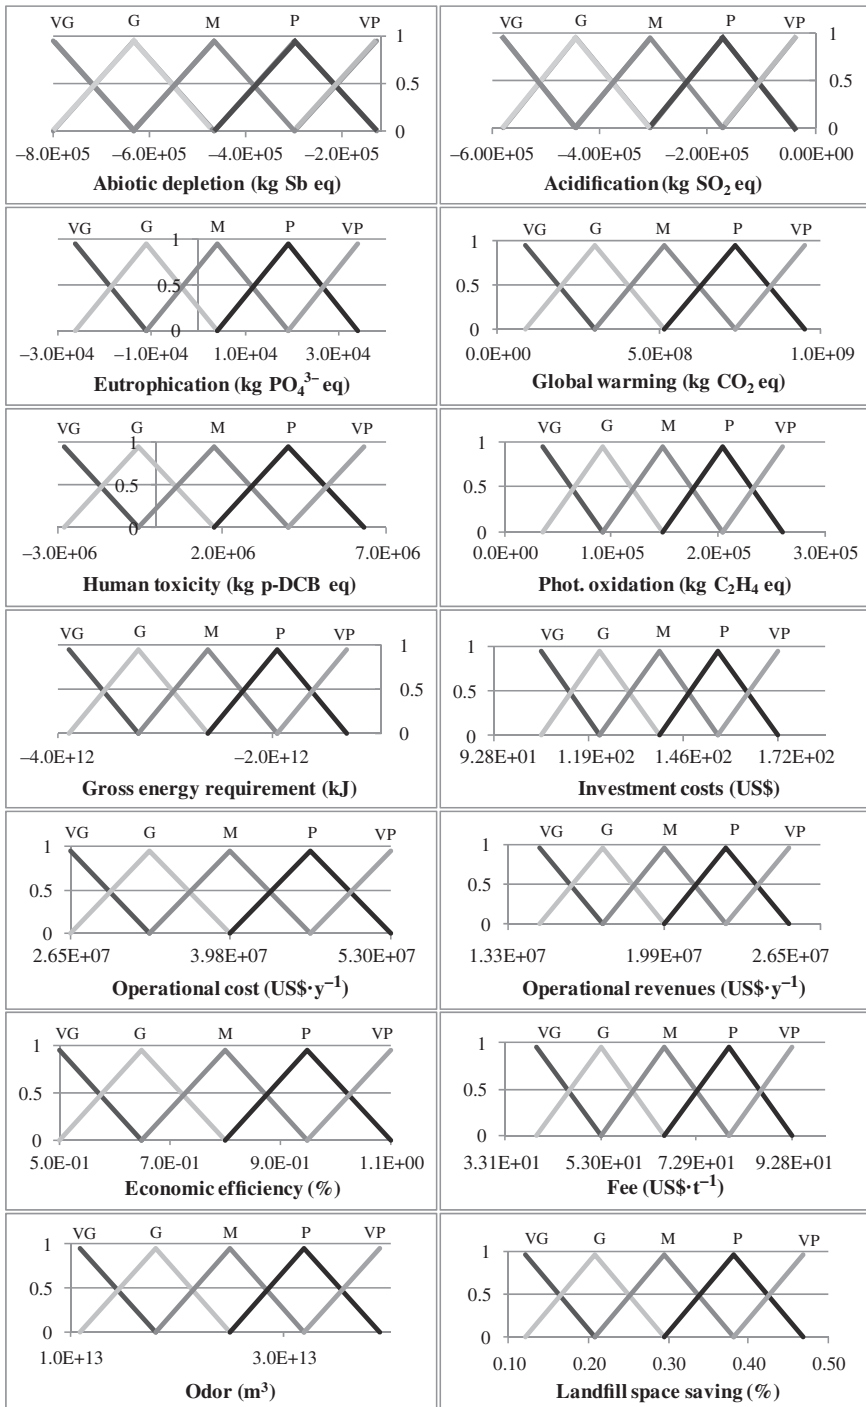 VG G M P VP
1
0.5
0
−8.0E+05 −6.0E+05 −4.0E+05 −2.0E+05
Abiotic depletion (kg Sb eq)
VG G M P VP
1
0.5
0
−6.00E+05 −4.00E+05 −2.00E+05 0.00E+00
Acidification (kg SO₂ eq)
VG G M P VP
1
0.5
0
−3.0E+04 −1.0E+04 1.0E+04 3.0E+04
Eutrophication (kg PO₄³⁻ eq)
VG G M P VP
1
0.5
0
0.0E+00 5.0E+08 1.0E+09
Global warming (kg CO₂ eq)
VG G M P VP
1
0.5
0
−3.0E+06 2.0E+06 7.0E+06
Human toxicity (kg p-DCB eq)
VG G M P VP
1
0.5
0
0.0E+00 1.0E+05 2.0E+05 3.0E+05
Phot. oxidation (kg C₂H₄ eq)
VG G M P VP
1
0.5
0
−4.0E+12 −2.0E+12
Gross energy requirement (kJ)
VG G M P VP
1
0.5
0
9.28E+01 1.19E+02 1.46E+02 1.72E+02
Investment costs (US$)
VG G M P VP
1
0.5
0
2.65E+07 3.98E+07 5.30E+07
Operational cost (US$·y⁻¹)
VG G M P VP
1
0.5
0
1.33E+07 1.99E+07 2.65E+07
Operational revenues (US$·y⁻¹)
VG G M P VP
1
0.5
0
5.0E-01 7.0E-01 9.0E-01 1.1E+00
Economic efficiency (%)
VG G M P VP
1
0.5
0
3.31E+01 5.30E+01 7.29E+01 9.28E+01
Fee (US$·t⁻¹)
VG G M P VP
1
0.5
0
1.0E+13 3.0E+13
Odor (m³)
VG G M P VP
1
0.5
0
0.10 0.20 0.30 0.40 0.50
Landfill space saving (%)